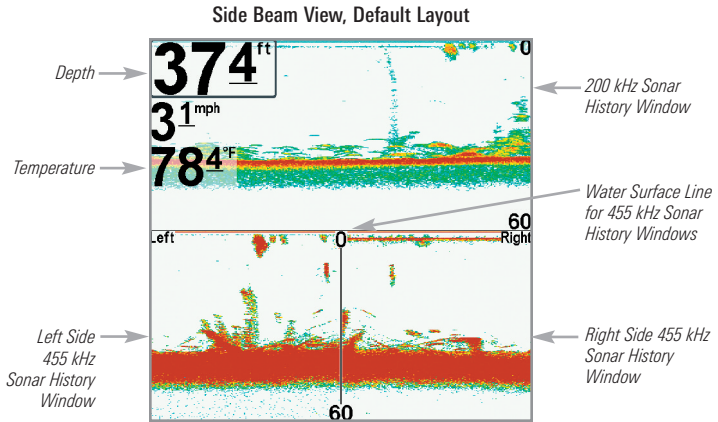 Side Beam View, Default Layout
Depth
374 ft
0
200 kHz Sonar
History Window
31 mph
Temperature
784 °F
Water Surface Line
for 455 kHz Sonar
History Windows
60
Left
0
Right
Left Side
455 kHz
Sonar History
Window
Right Side 455 kHz
Sonar History
Window
60